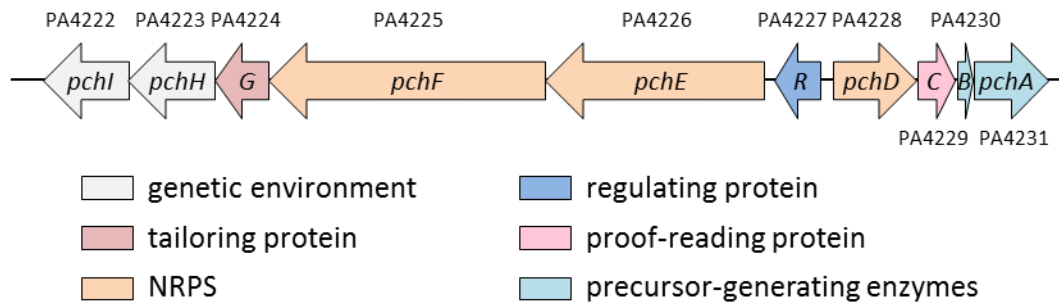 PA4222 PA4223 PA4224 PA4225 PA4226 PA4227 PA4228 PA4230
pchI pchH G pchF pchE R pchD C B pchA
PA4229 PA4231
genetic environment regulating protein
tailoring protein proof-reading protein
NRPS precursor-generating enzymes